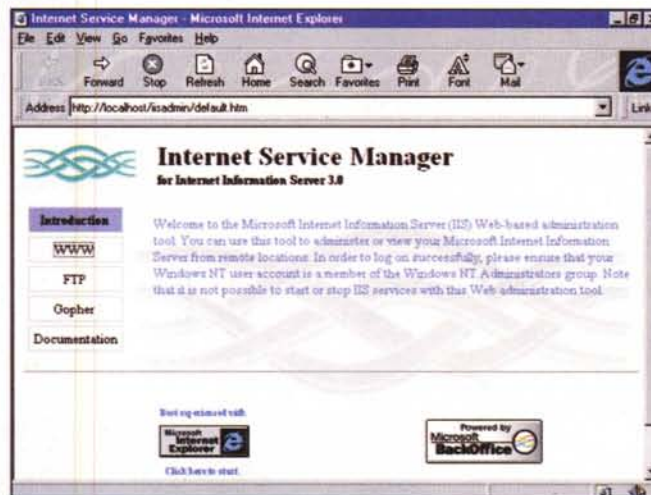 Internet Service Manager - Microsoft Internet Explorer
File Edit View Go Favorites Help
Back Forward Stop Refresh Home Search Favorites Print Font Mail
Address http://localhost/iisadmin/default.htm
Link
Internet Service Manager
for Internet Information Server 3.0
Introduction
WWW
FTP
Gopher
Documentation
Welcome to the Microsoft Internet Information Server (IIS) Web-based administration
tool. You can use this tool to administer or view your Microsoft Internet Information
Server from remote locations. In order to log on successfully, please ensure that your
Windows NT user account is a member of the Windows NT Administrators group. Note
that it is not possible to start or stop IIS services with this Web administration tool.
Best experienced with
Microsoft
Internet
Explorer
Click here to start.
Powered by
Microsoft
BackOffice